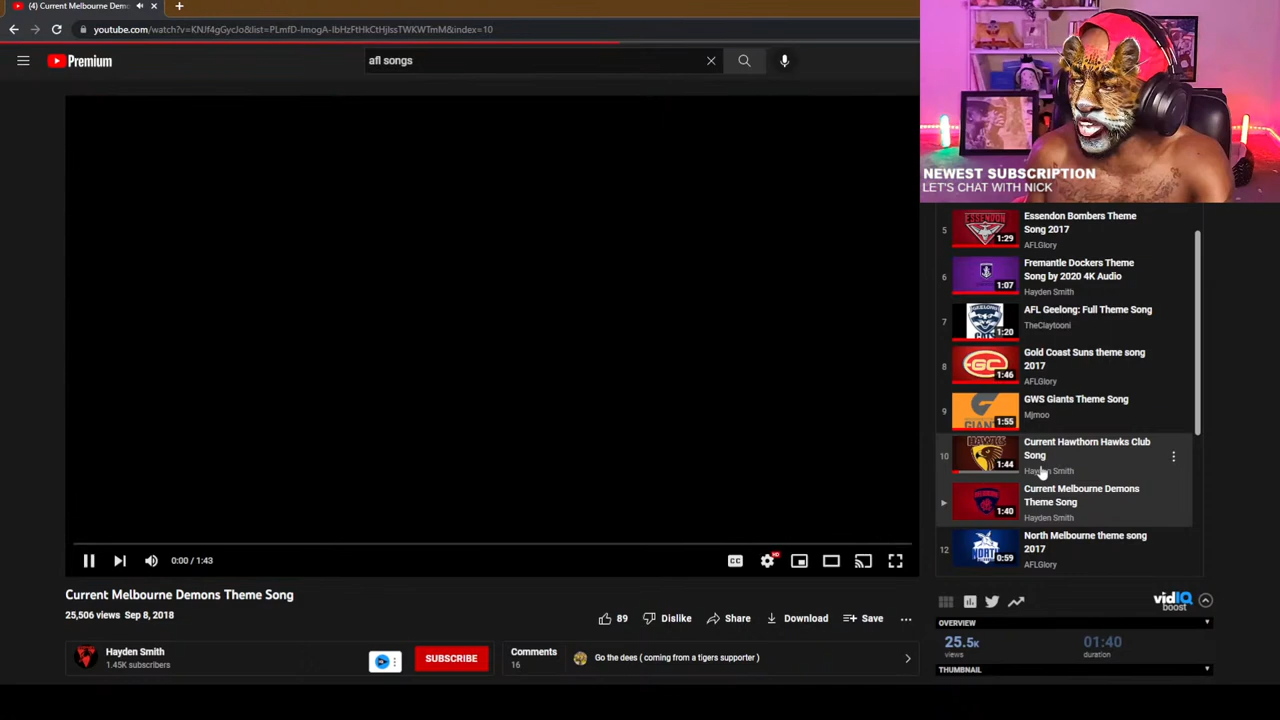 (4) Current Melbourne Dem
youtube.com/watch?v=KNJf4gGycJo&list=PLmfD-ImogA-IbHzFtHkCtHjlssTWKWTmM&index=10
Premium
afl songs
NEWEST SUBSCRIPTION
LET'S CHAT WITH NICK
5
ESSENDON
1:29
Essendon Bombers Theme
Song 2017
AFLGlory
6
1:07
Fremantle Dockers Theme
Song by 2020 4K Audio
Hayden Smith
7
1:20
AFL Geelong: Full Theme Song
TheClaytooni
8
GC
1:46
Gold Coast Suns theme song
2017
AFLGlory
9
GIANTS
1:55
GWS Giants Theme Song
Mjmoo
10
HAWKS
1:44
Current Hawthorn Hawks Club
Song
Hayden Smith
1:40
Current Melbourne Demons
Theme Song
Hayden Smith
12
NORTH
0:59
North Melbourne theme song
2017
AFLGlory
0:00 / 1:43
CC
HD
Current Melbourne Demons Theme Song
25,506 views Sep 8, 2018
89
Dislike
Share
Download
Save
Hayden Smith
1.45K subscribers
SUBSCRIBE
Comments
16
Go the dees ( coming from a tigers supporter )
vidIQ
boost
OVERVIEW
25.5K
views
01:40
duration
THUMBNAIL